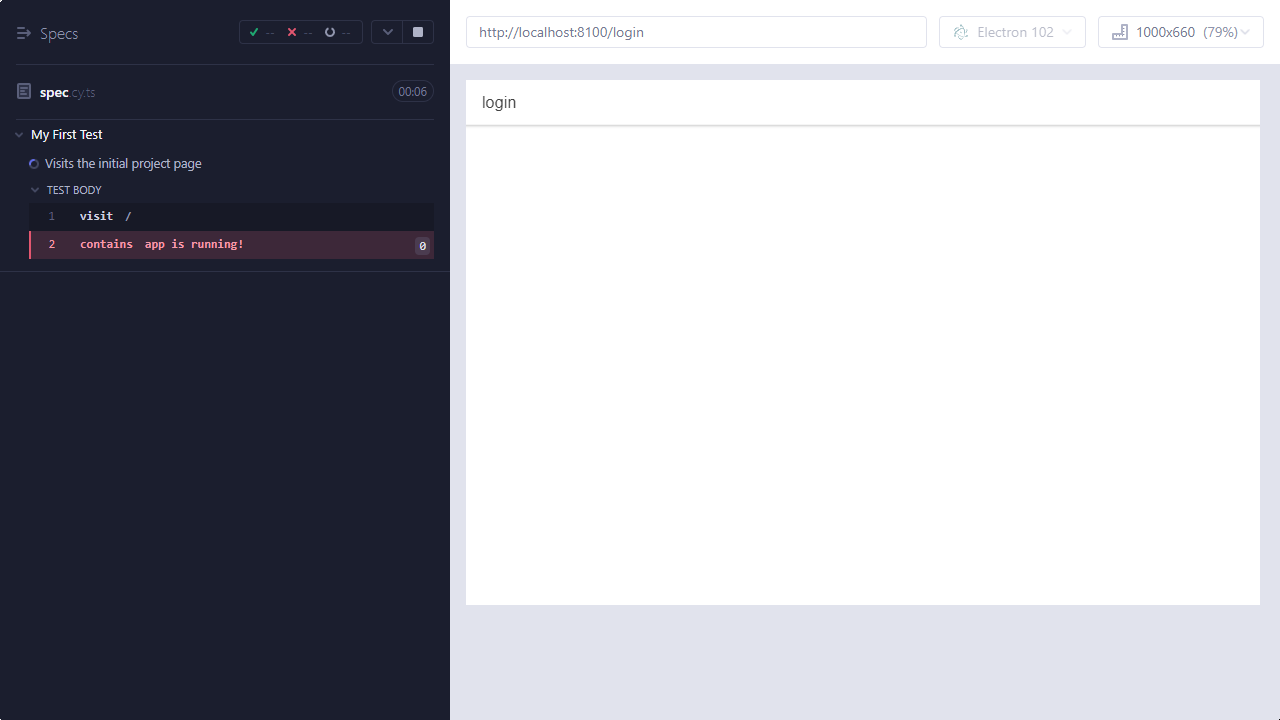 Specs
-- -- --
spec.cy.ts 00:06
My First Test
Visits the initial project page
TEST BODY
1 visit /
2 contains app is running! 0
http://localhost:8100/login
Electron 102
1000x660 (79%)
login